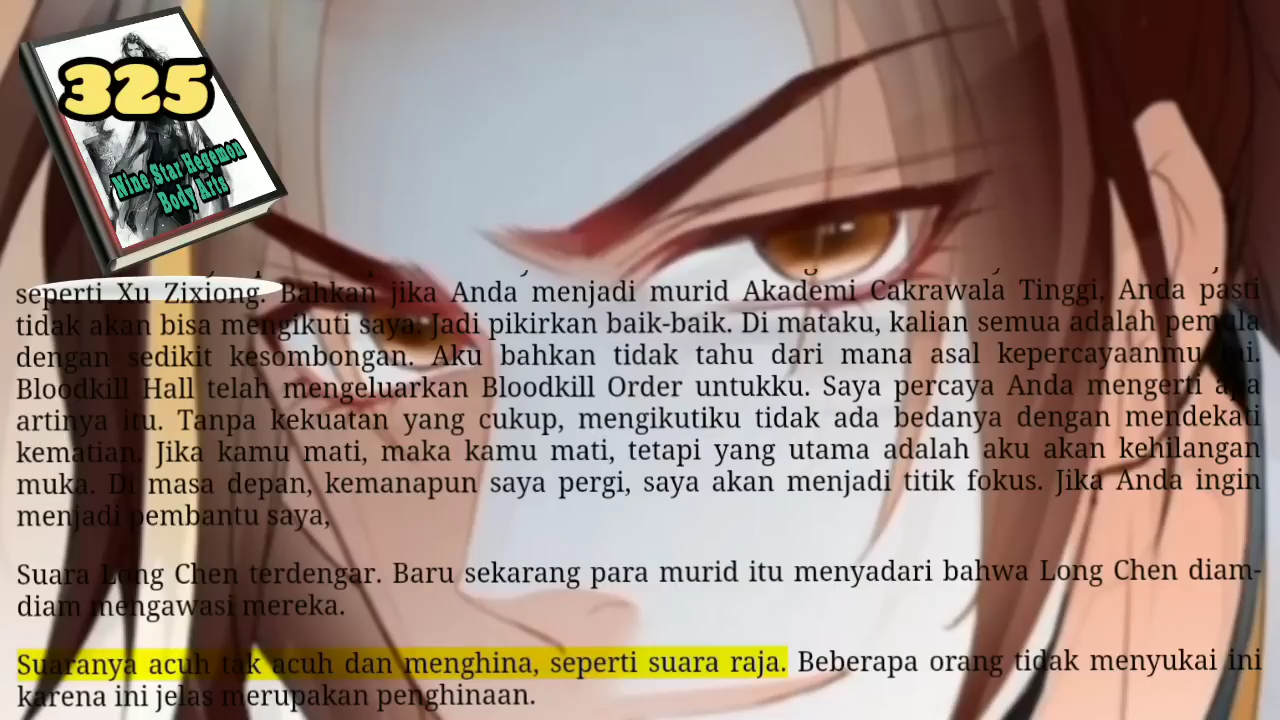 325
Nine Star Hegemon
Body Arts
seperti Xu Zixiong. Bahkan jika Anda menjadi murid Akademi Cakrawala Tinggi, Anda pasti
tidak akan bisa mengikuti saya. Jadi pikirkan baik-baik. Di mataku, kalian semua adalah pemula
dengan sedikit kesombongan. Aku bahkan tidak tahu dari mana asal kepercayaanmu ini.
Bloodkill Hall telah mengeluarkan Bloodkill Order untukku. Saya percaya Anda mengerti apa
artinya itu. Tanpa kekuatan yang cukup, mengikutiku tidak ada bedanya dengan mendekati
kematian. Jika kamu mati, maka kamu mati, tetapi yang utama adalah aku akan kehilangan
muka. Di masa depan, kemanapun saya pergi, saya akan menjadi titik fokus. Jika Anda ingin
menjadi pembantu saya,
Suara Long Chen terdengar. Baru sekarang para murid itu menyadari bahwa Long Chen diam-
diam mengawasi mereka.
Suaranya acuh tak acuh dan menghina, seperti suara raja. Beberapa orang tidak menyukai ini
karena ini jelas merupakan penghinaan.